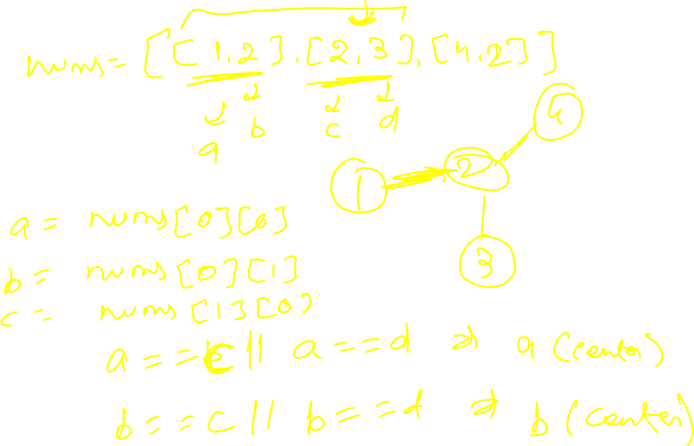 nums = [[1,2],[2,3],[4,2]]
a b c d
4
1 2
a = nums[0][0]
3
b = nums[0][1]
c = nums[1][0]
a == c || a == d ⇒ a (center)
b == c || b == d ⇒ b (center)